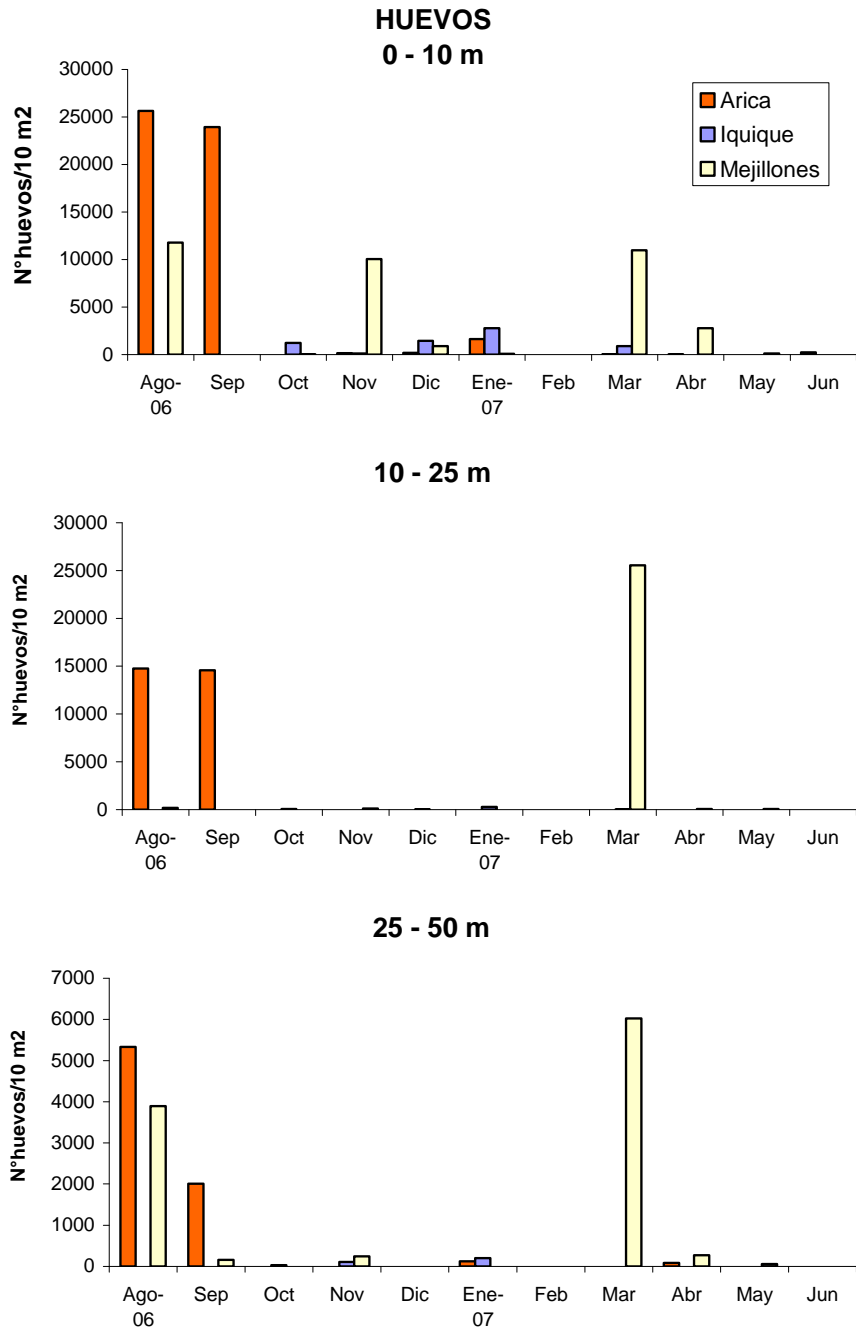 HUEVOS
0 - 10 m
N°huevos/10 m2
30000
25000
20000
15000
10000
5000
0
Arica
Iquique
Mejillones
Ago-06 Sep Oct Nov Dic Ene-07 Feb Mar Abr May Jun
10 - 25 m
N°huevos/10 m2
30000
25000
20000
15000
10000
5000
0
Ago-06 Sep Oct Nov Dic Ene-07 Feb Mar Abr May Jun
25 - 50 m
N°huevos/10 m2
7000
6000
5000
4000
3000
2000
1000
0
Ago-06 Sep Oct Nov Dic Ene-07 Feb Mar Abr May Jun